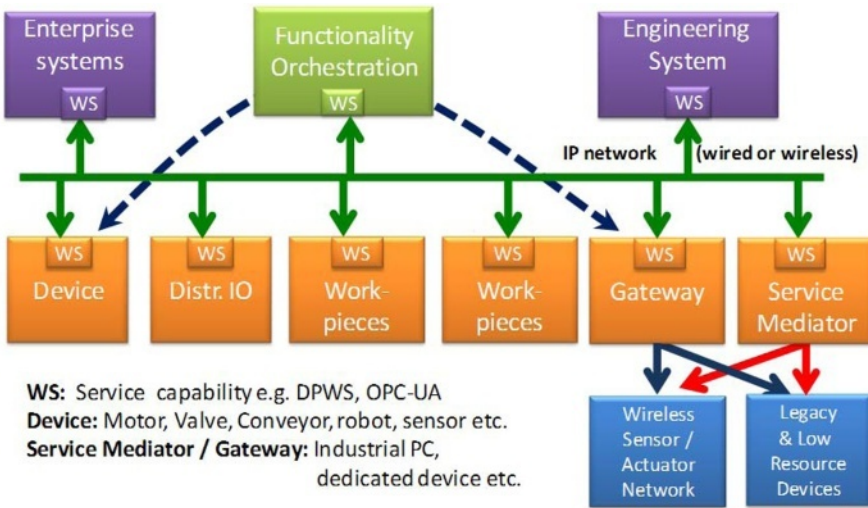 Enterprise
systems
WS
Functionality
Orchestration
WS
Engineering
System
WS
IP network (wired or wireless)
WS
Device
WS
Distr. IO
WS
Work-
pieces
WS
Work-
pieces
WS
Gateway
WS
Service
Mediator
WS: Service capability e.g. DPWS, OPC-UA
Device: Motor, Valve, Conveyor, robot, sensor etc.
Service Mediator / Gateway: Industrial PC,
dedicated device etc.
Wireless
Sensor /
Actuator
Network
Legacy
& Low
Resource
Devices